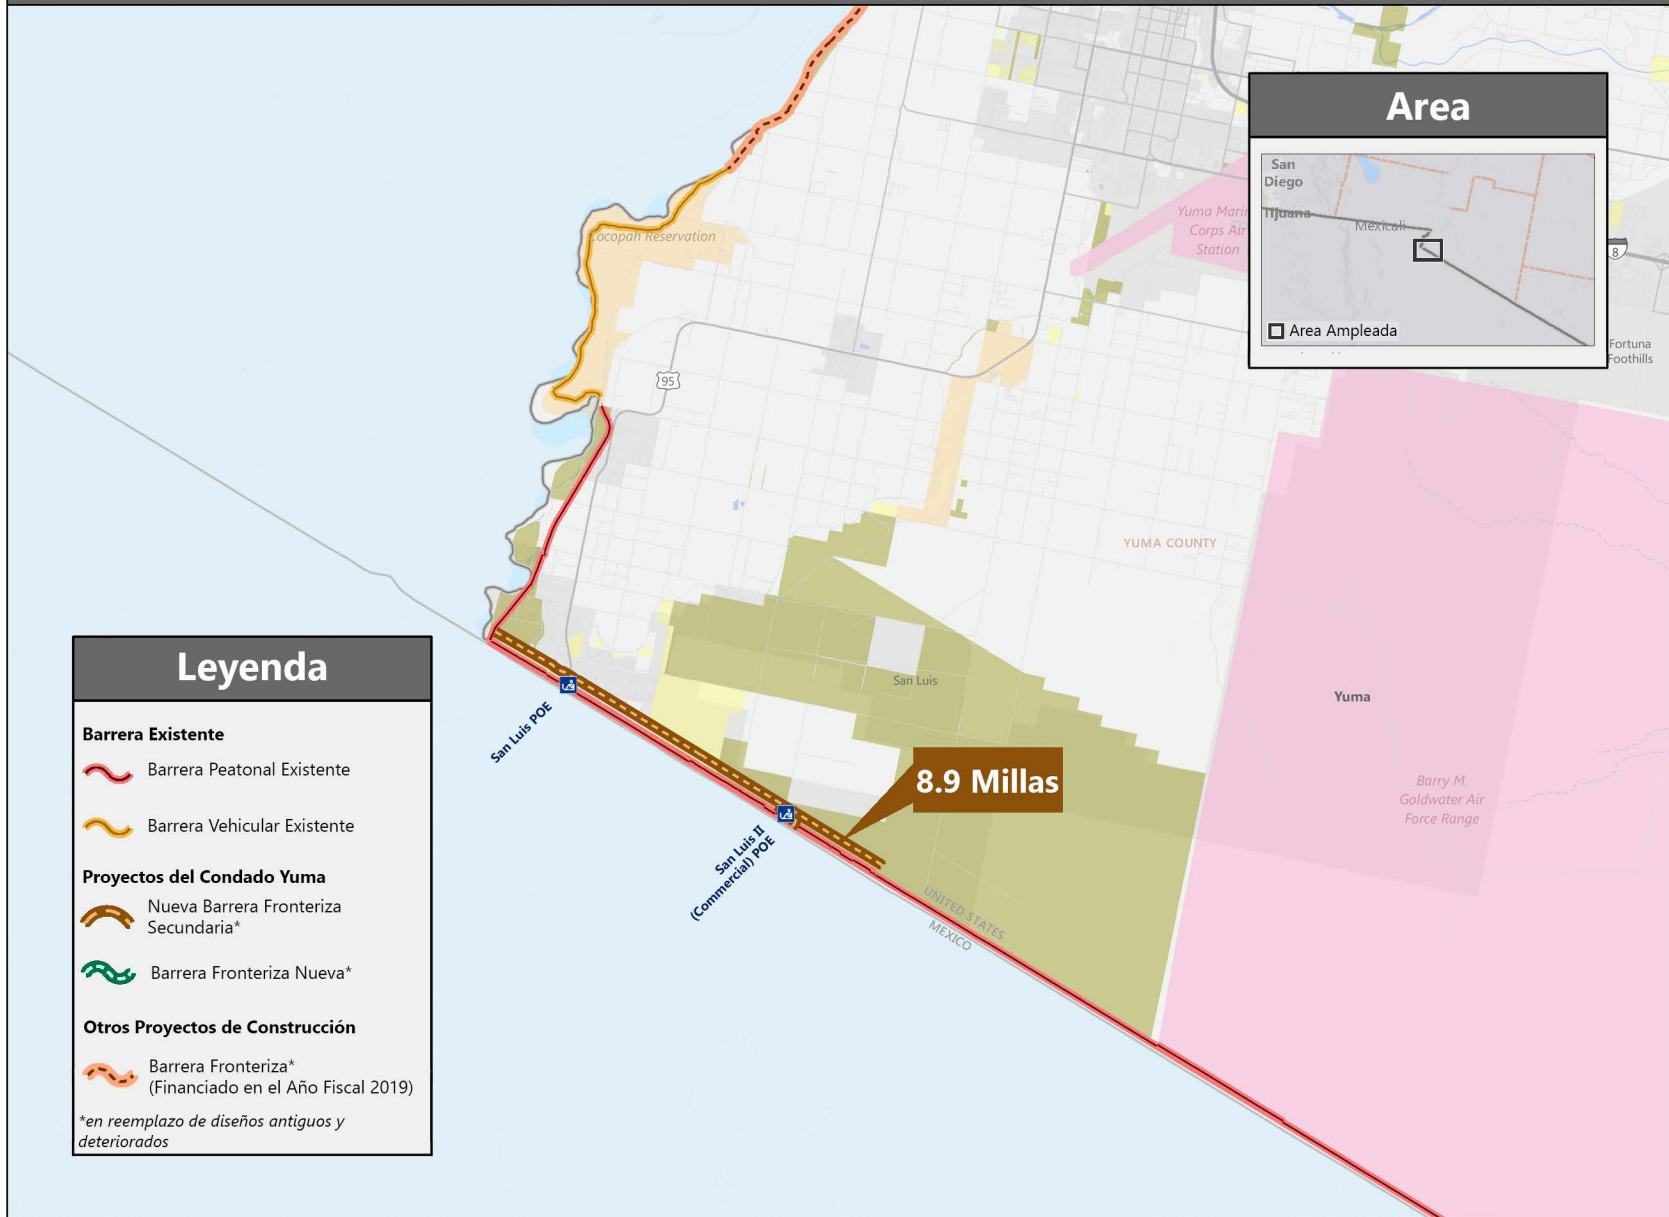 Area
San
Diego
Tijuana
Mexicali
Area Ampleada
8
Fortuna
Foothills
Yuma Marin
Corps Air
Station
Cocopah Reservation
95
YUMA COUNTY
San Luis
Yuma
Barry M.
Goldwater Air
Force Range
San Luis POE
8.9 Millas
San Luis II
(Commercial) POE
UNITED STATES
MEXICO
Leyenda
Barrera Existente
Barrera Peatonal Existente
Barrera Vehicular Existente
Proyectos del Condado Yuma
Nueva Barrera Fronteriza
Secundaria*
Barrera Fronteriza Nueva*
Otros Proyectos de Construcción
Barrera Fronteriza*
(Financiado en el Año Fiscal 2019)
*en reemplazo de diseños antiguos y
deteriorados